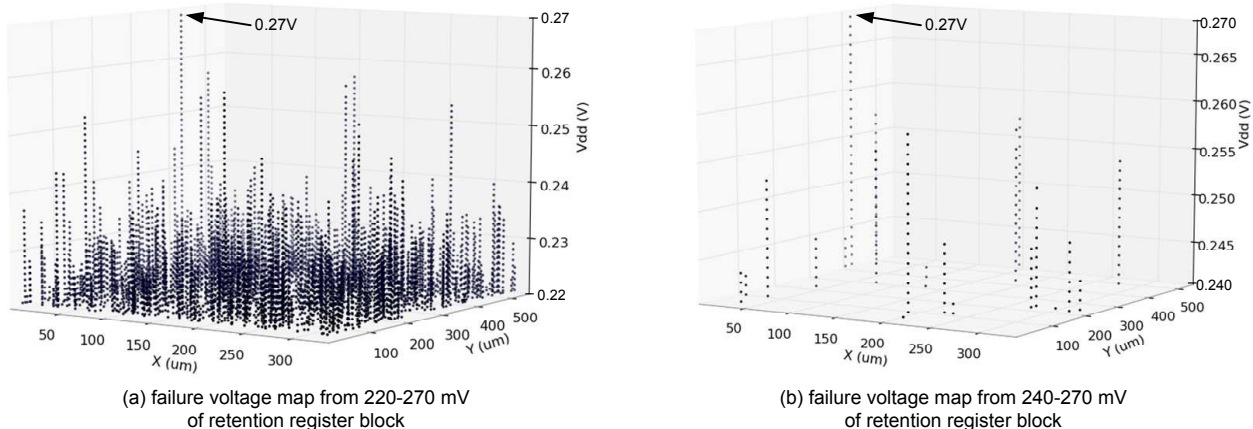 0.27V
0.27
0.26
0.25
0.24
0.23
0.22
Vdd (V)
50
100
150
200
250
300
X (um)
100
200
300
400
500
Y (um)
(a) failure voltage map from 220-270 mV
of retention register block
0.27V
0.270
0.265
0.260
0.255
0.250
0.245
0.240
Vdd (V)
50
100
150
200
250
300
X (um)
100
200
300
400
500
Y (um)
(b) failure voltage map from 240-270 mV
of retention register block